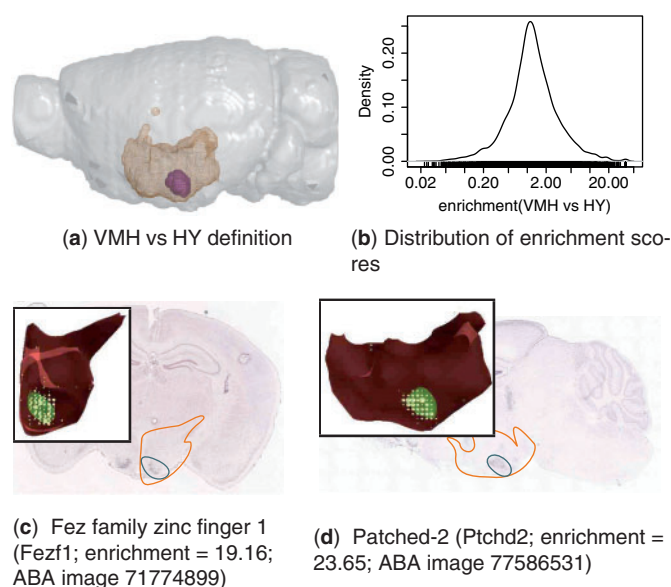 Density
0.20
0.10
0.00
0.02 0.20 2.00 20.00
enrichment(VMH vs HY)
(a) VMH vs HY definition
(b) Distribution of enrichment sco-
res
(c) Fez family zinc finger 1
(Fezf1; enrichment = 19.16;
ABA image 71774899)
(d) Patched-2 (Ptchd2; enrichment =
23.65; ABA image 77586531)